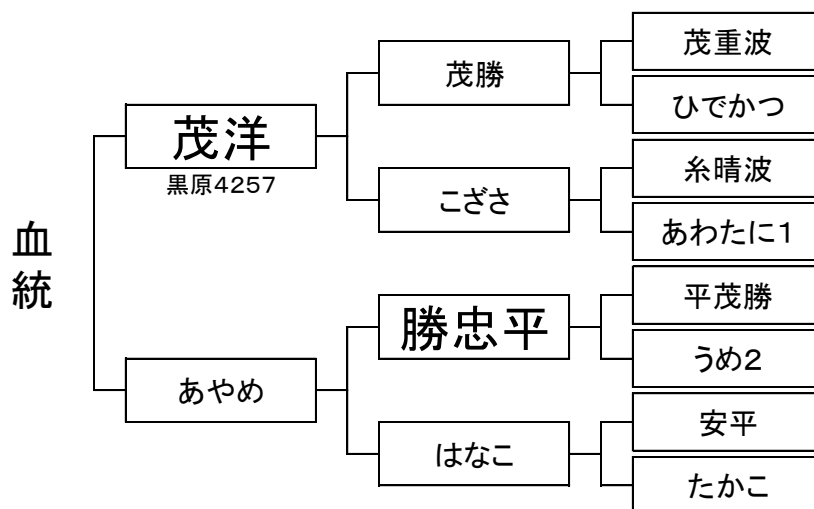 血統
茂洋
黒原4257
あやめ
茂勝
こざさ
勝忠平
はなこ
茂重波
ひでかつ
糸晴波
あわたに1
平茂勝
うめ2
安平
たかこ